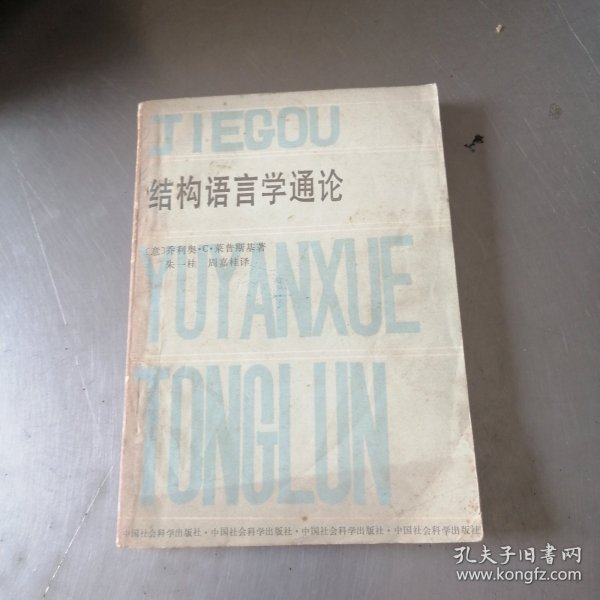 JIEGOU
结构语言学通论
〔意〕乔利奥·C·莱普斯基著
朱一桂 周嘉桂译
YUYANXUE
TONGLUN
中国社会科学出版社·中国社会科学出版社·中国社会科学出版社·中国社会科学出版社
孔夫子旧书网
www.kongfz.com